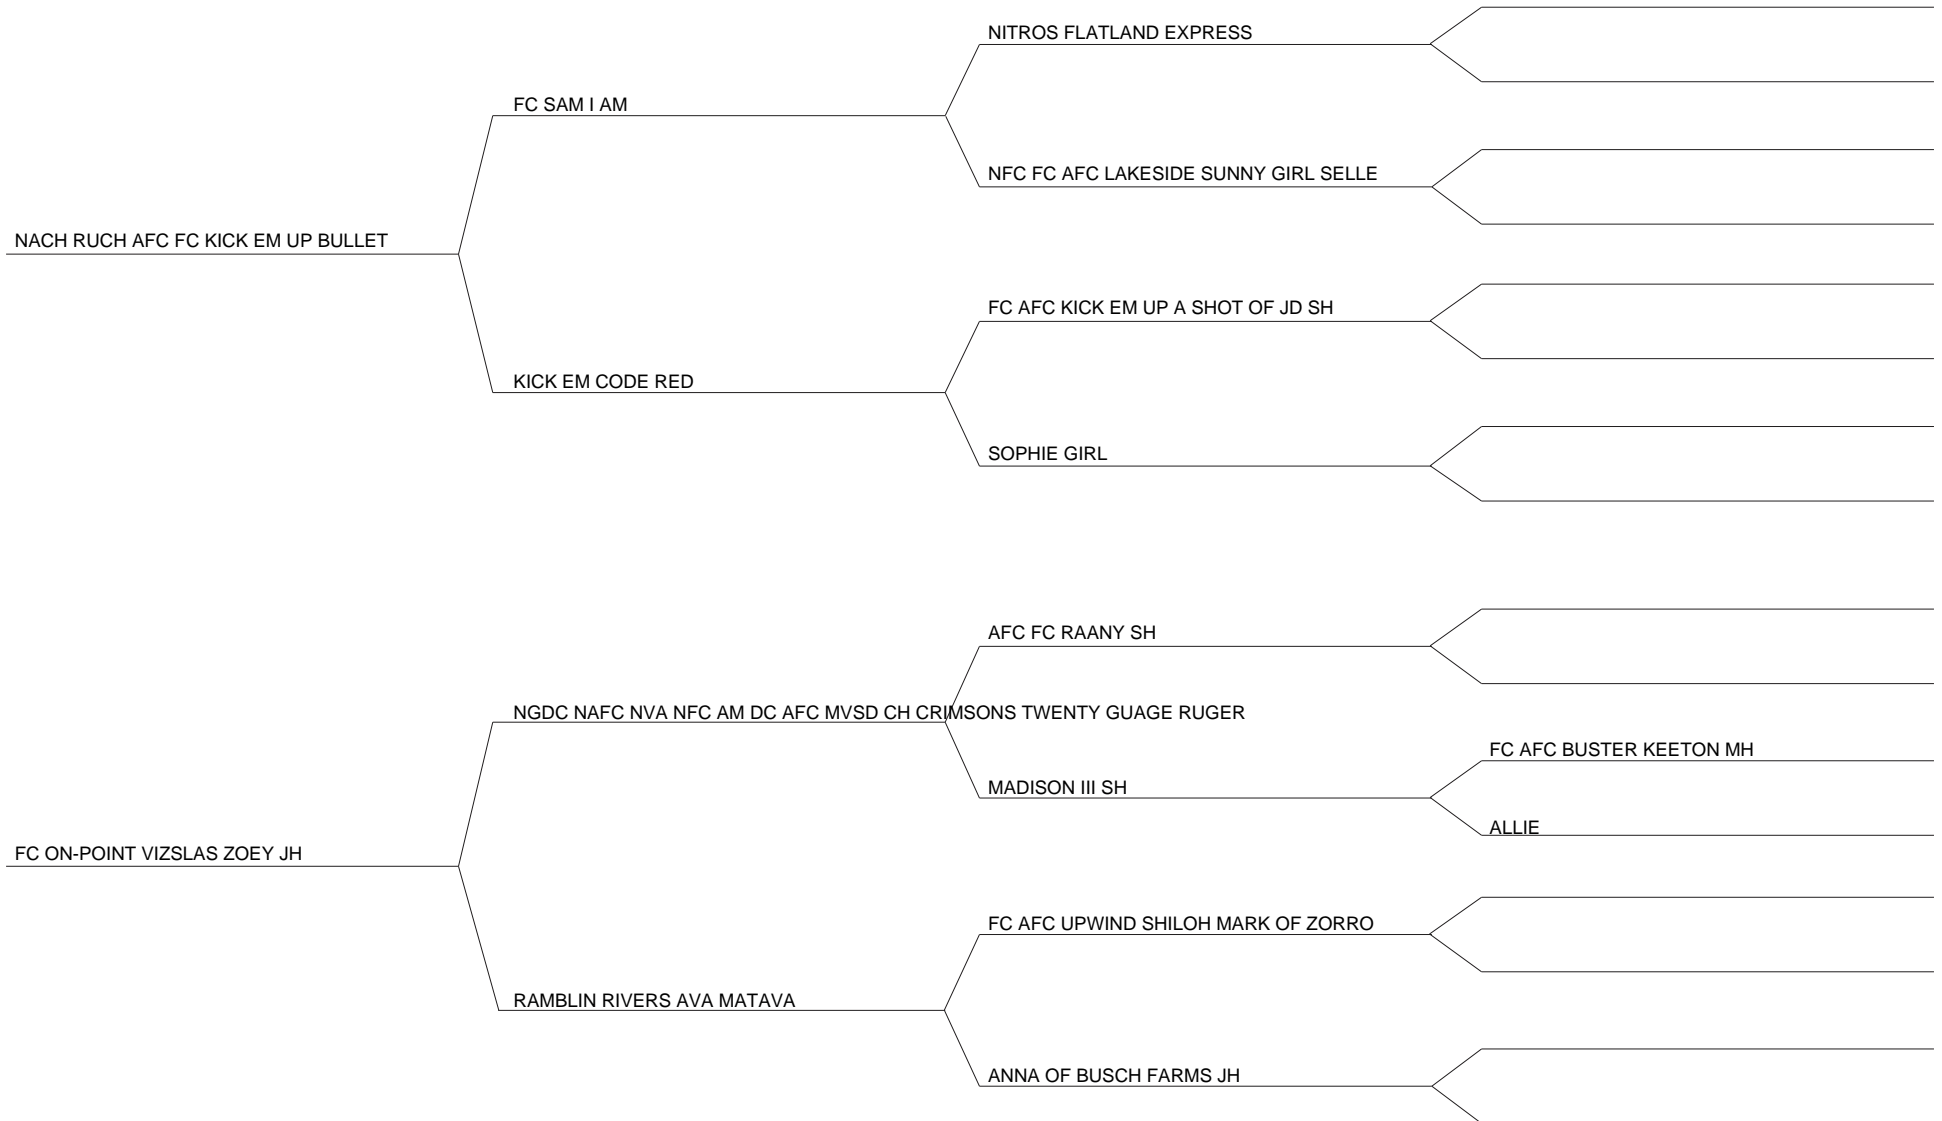 NITROS FLATLAND EXPRESS
FC SAM I AM
NFC FC AFC LAKESIDE SUNNY GIRL SELLE
NACH RUCH AFC FC KICK EM UP BULLET
FC AFC KICK EM UP A SHOT OF JD SH
KICK EM CODE RED
SOPHIE GIRL
AFC FC RAANY SH
NGDC NAFC NVA NFC AM DC AFC MVSD CH CRIMSONS TWENTY GUAGE RUGER
FC AFC BUSTER KEETON MH
MADISON III SH
ALLIE
FC ON-POINT VIZSLAS ZOEY JH
FC AFC UPWIND SHILOH MARK OF ZORRO
RAMBLIN RIVERS AVA MATAVA
ANNA OF BUSCH FARMS JH